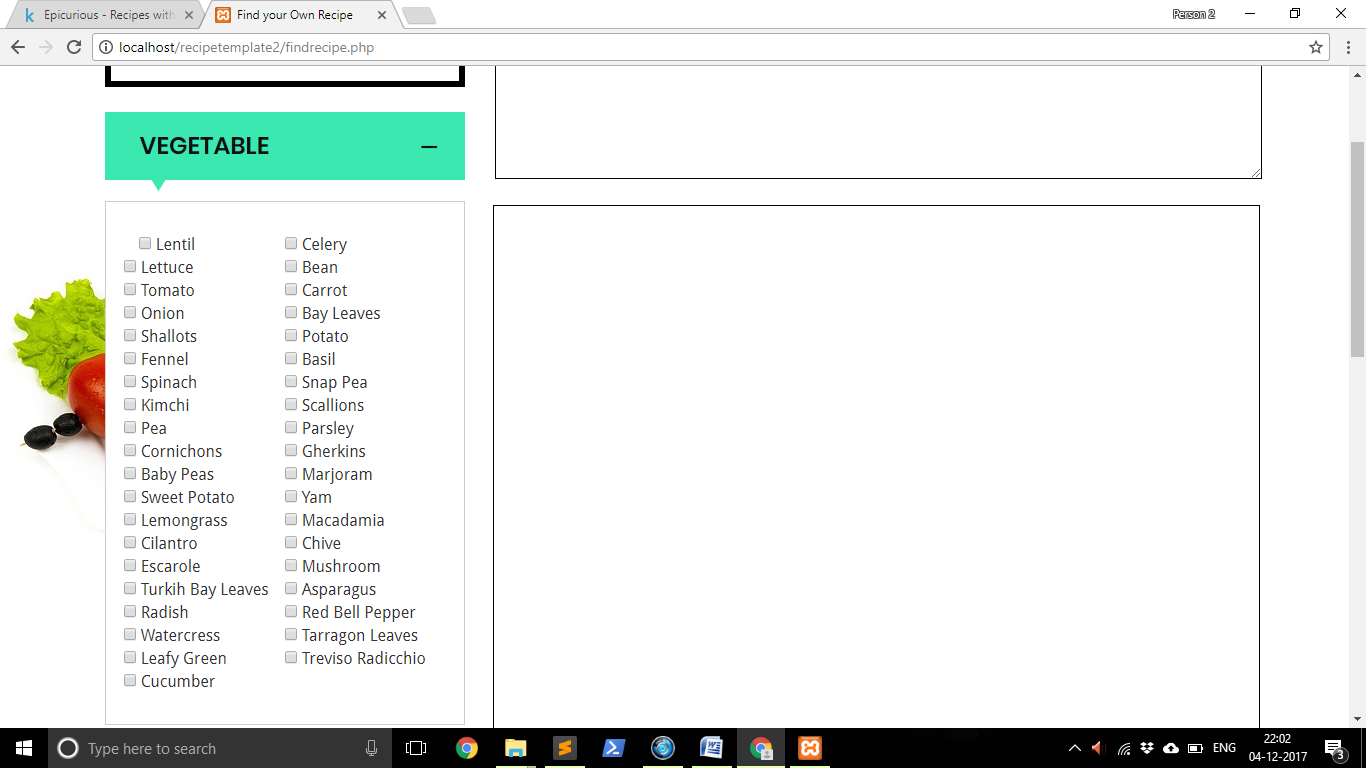 Epicurious - Recipes with
Find your Own Recipe
Person 2
localhost/recipetemplate2/findrecipe.php
VEGETABLE
Lentil Celery
Lettuce Bean
Tomato Carrot
Onion Bay Leaves
Shallots Potato
Fennel Basil
Spinach Snap Pea
Kimchi Scallions
Pea Parsley
Cornichons Gherkins
Baby Peas Marjoram
Sweet Potato Yam
Lemongrass Macadamia
Cilantro Chive
Escarole Mushroom
Turkih Bay Leaves Asparagus
Radish Red Bell Pepper
Watercress Tarragon Leaves
Leafy Green Treviso Radicchio
Cucumber
Type here to search
ENG
22:02
04-12-2017
3